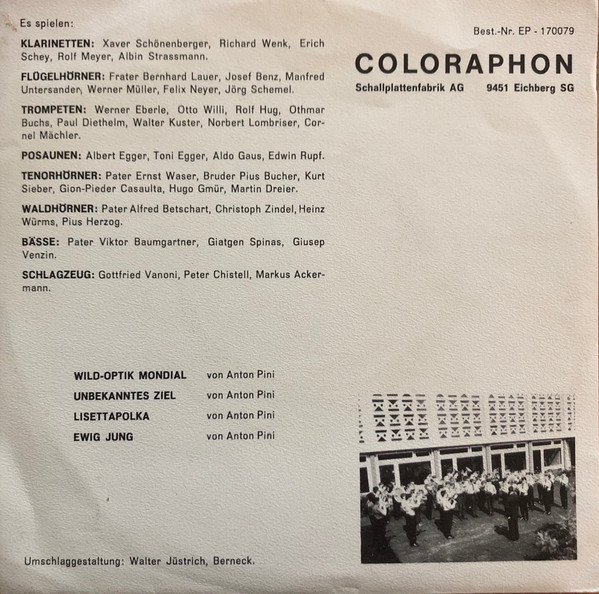 Es spielen:
KLARINETTEN: Xaver Schönenberger, Richard Wenk, Erich
Schey, Rolf Meyer, Albin Strassmann.
FLÜGELHÖRNER: Frater Bernhard Lauer, Josef Benz, Manfred
Untersander, Werner Müller, Felix Neyer, Jörg Schemel.
TROMPETEN: Werner Eberle, Otto Willi, Rolf Hug, Othmar
Buchs, Paul Diethelm, Walter Kuster, Norbert Lombriser, Cor-
nel Mächler.
POSAUNEN: Albert Egger, Toni Egger, Aldo Gaus, Edwin Rupf.
TENORHÖRNER: Pater Ernst Waser, Bruder Pius Bucher, Kurt
Sieber, Gion-Pieder Casaulta, Hugo Gmür, Martin Dreier.
WALDHÖRNER: Pater Alfred Betschart, Christoph Zindel, Heinz
Würms, Pius Herzog.
BÄSSE: Pater Viktor Baumgartner, Giatgen Spinas, Giusep
Venzin.
SCHLAGZEUG: Gottfried Vanoni, Peter Chistell, Markus Acker-
mann.
Best.-Nr. EP - 170079
COLORAPHON
Schallplattenfabrik AG 9451 Eichberg SG
WILD-OPTIK MONDIAL von Anton Pini
UNBEKANNTES ZIEL von Anton Pini
LISETTAPOLKA von Anton Pini
EWIG JUNG von Anton Pini
Umschlaggestaltung: Walter Jüstrich, Berneck.